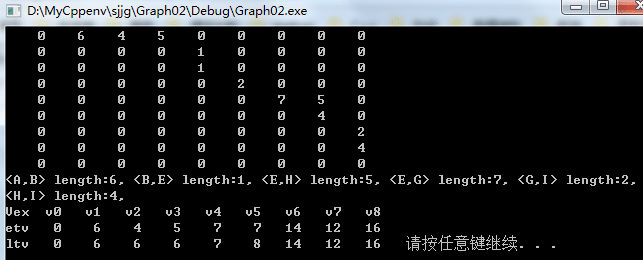 D:\MyCppenv\sjjg\Graph02\Debug\Graph02.exe
0 6 4 5 0 0 0 0 0
0 0 0 0 1 0 0 0 0
0 0 0 0 1 0 0 0 0
0 0 0 0 0 2 0 0 0
0 0 0 0 0 0 7 5 0
0 0 0 0 0 0 0 4 0
0 0 0 0 0 0 0 0 2
0 0 0 0 0 0 0 0 4
0 0 0 0 0 0 0 0 0
<A,B> length:6, <B,E> length:1, <E,H> length:5, <E,G> length:7, <G,I> length:2,
<H,I> length:4,
Vex v0 v1 v2 v3 v4 v5 v6 v7 v8
etv 0 6 4 5 7 7 14 12 16
ltv 0 6 6 6 7 8 14 12 16 请按任意键继续. . .